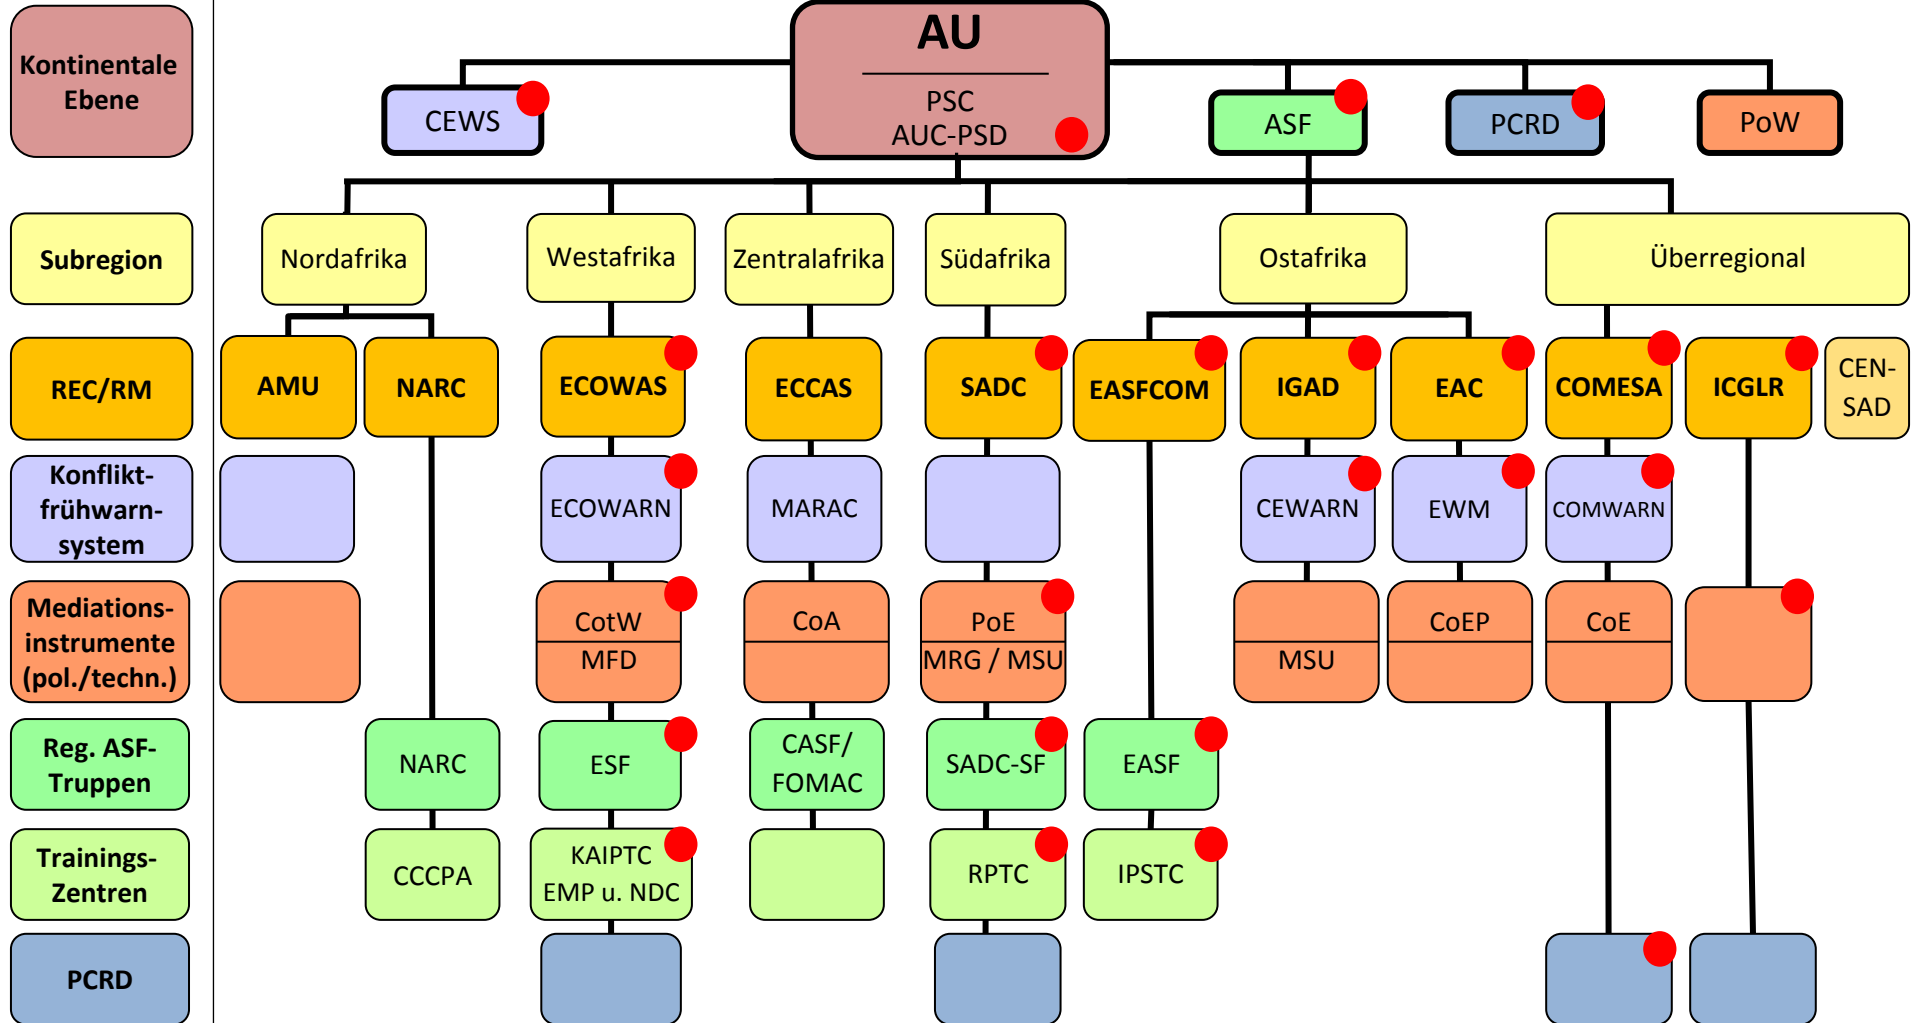 Kontinentale
Ebene
AU
PSC
AUC-PSD
CEWS
ASF
PCRD
PoW
Subregion
Nordafrika
Westafrika
Zentralafrika
Südafrika
Ostafrika
Überregional
REC/RM
AMU
NARC
ECOWAS
ECCAS
SADC
EASFCOM
IGAD
EAC
COMESA
ICGLR
CEN-
SAD
Konflikt-
frühwarn-
system
ECOWARN
MARAC
CEWARN
EWM
COMWARN
Mediations-
instrumente
(pol./techn.)
CotW
MFD
CoA
PoE
MRG / MSU
MSU
CoEP
CoE
Reg. ASF-
Truppen
NARC
ESF
CASF/
FOMAC
SADC-SF
EASF
Trainings-
Zentren
CCCPA
KAIPTC
EMP u. NDC
RPTC
IPSTC
PCRD